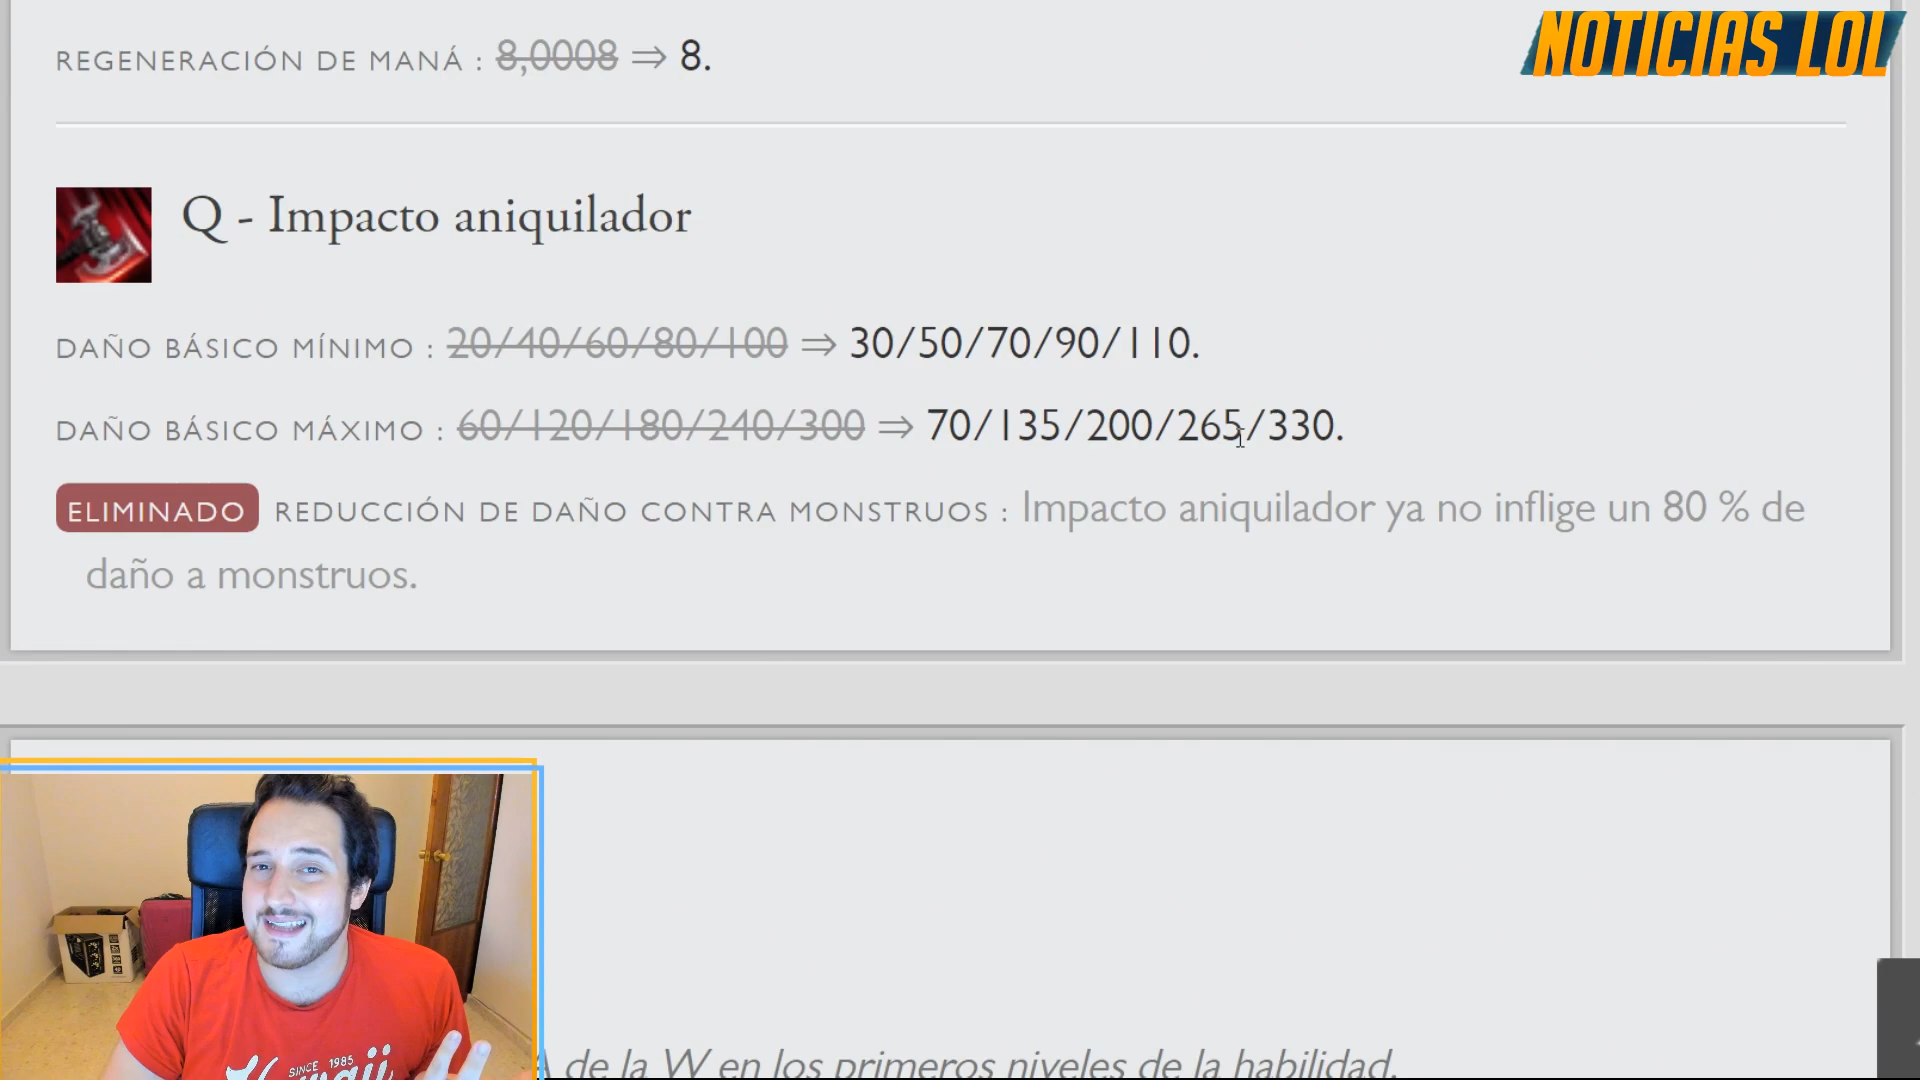 REGENERACIÓN DE MANÁ : 8,0008 ⇒ 8.
NOTICIAS LOL
Q - Impacto aniquilador
DAÑO BÁSICO MÍNIMO : 20/40/60/80/100 ⇒ 30/50/70/90/110.
DAÑO BÁSICO MÁXIMO : 60/120/180/240/300 ⇒ 70/135/200/265/330.
ELIMINADO REDUCCIÓN DE DAÑO CONTRA MONSTRUOS : Impacto aniquilador ya no inflige un 80 % de
daño a monstruos.
SINCE 1985
de la W en los primeros niveles de la habilidad.